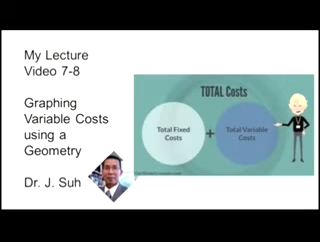 My Lecture
Video 7-8
Graphing
Variable Costs
using a
Geometry
Dr. J. Suh
TOTAL Costs
Total Fixed
Costs
+
Total Variable
Costs